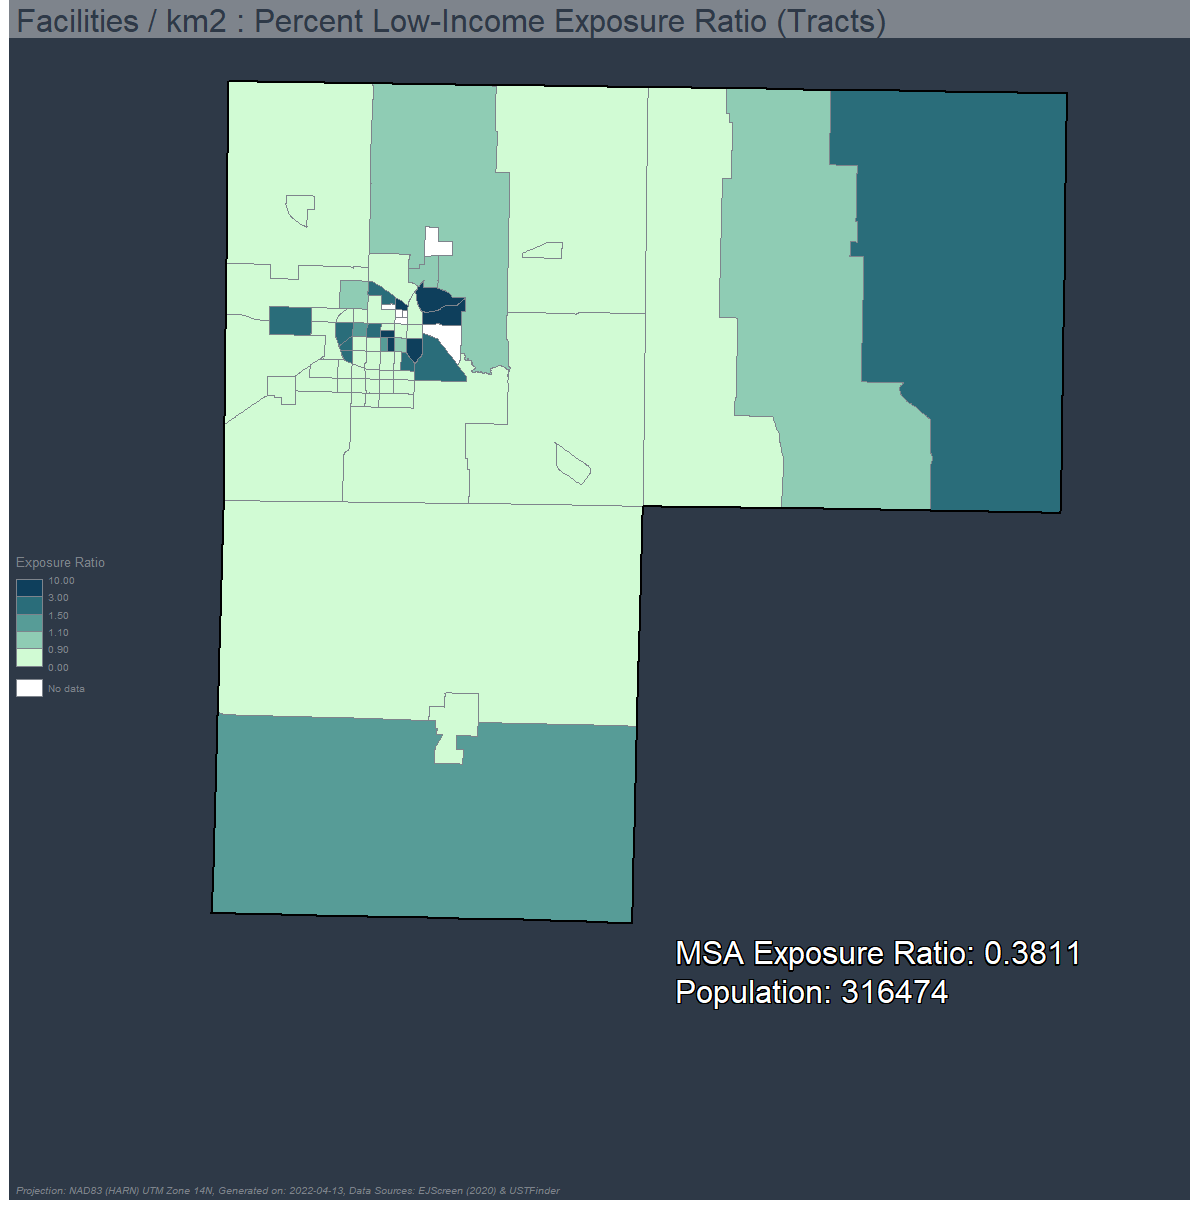 Facilities / km2 : Percent Low-Income Exposure Ratio (Tracts)
Exposure Ratio
10.00
3.00
1.50
1.10
0.90
0.00
No data
MSA Exposure Ratio: 0.3811
Population: 316474
Projection: NAD83 (HARN) UTM Zone 14N, Generated on: 2022-04-13, Data Sources: EJScreen (2020) & USTFinder